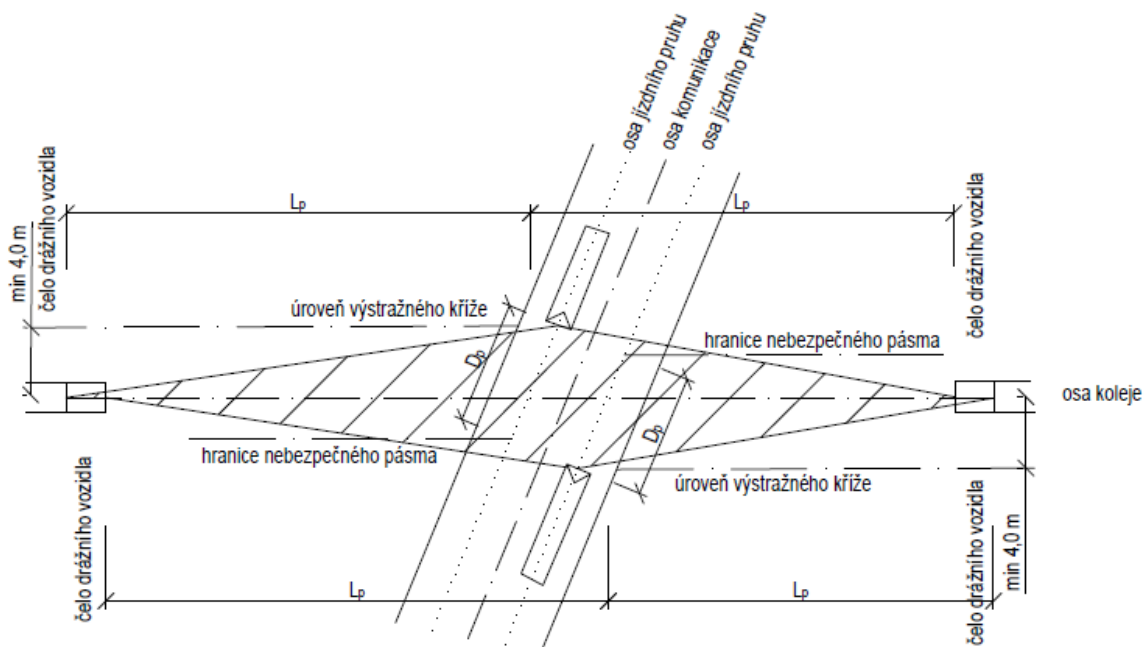 osa jízdního pruhu
osa komunikace
osa jízdního pruhu
čelo drážního vozidla
min 4,0 m
Lp
Lp
čelo drážního vozidla
úroveň výstražného kříže
hranice nebezpečného pásma
Dp
osa koleje
Dp
hranice nebezpečného pásma
úroveň výstražného kříže
čelo drážního vozidla
Lp
Lp
čelo drážního vozidla
min 4,0 m